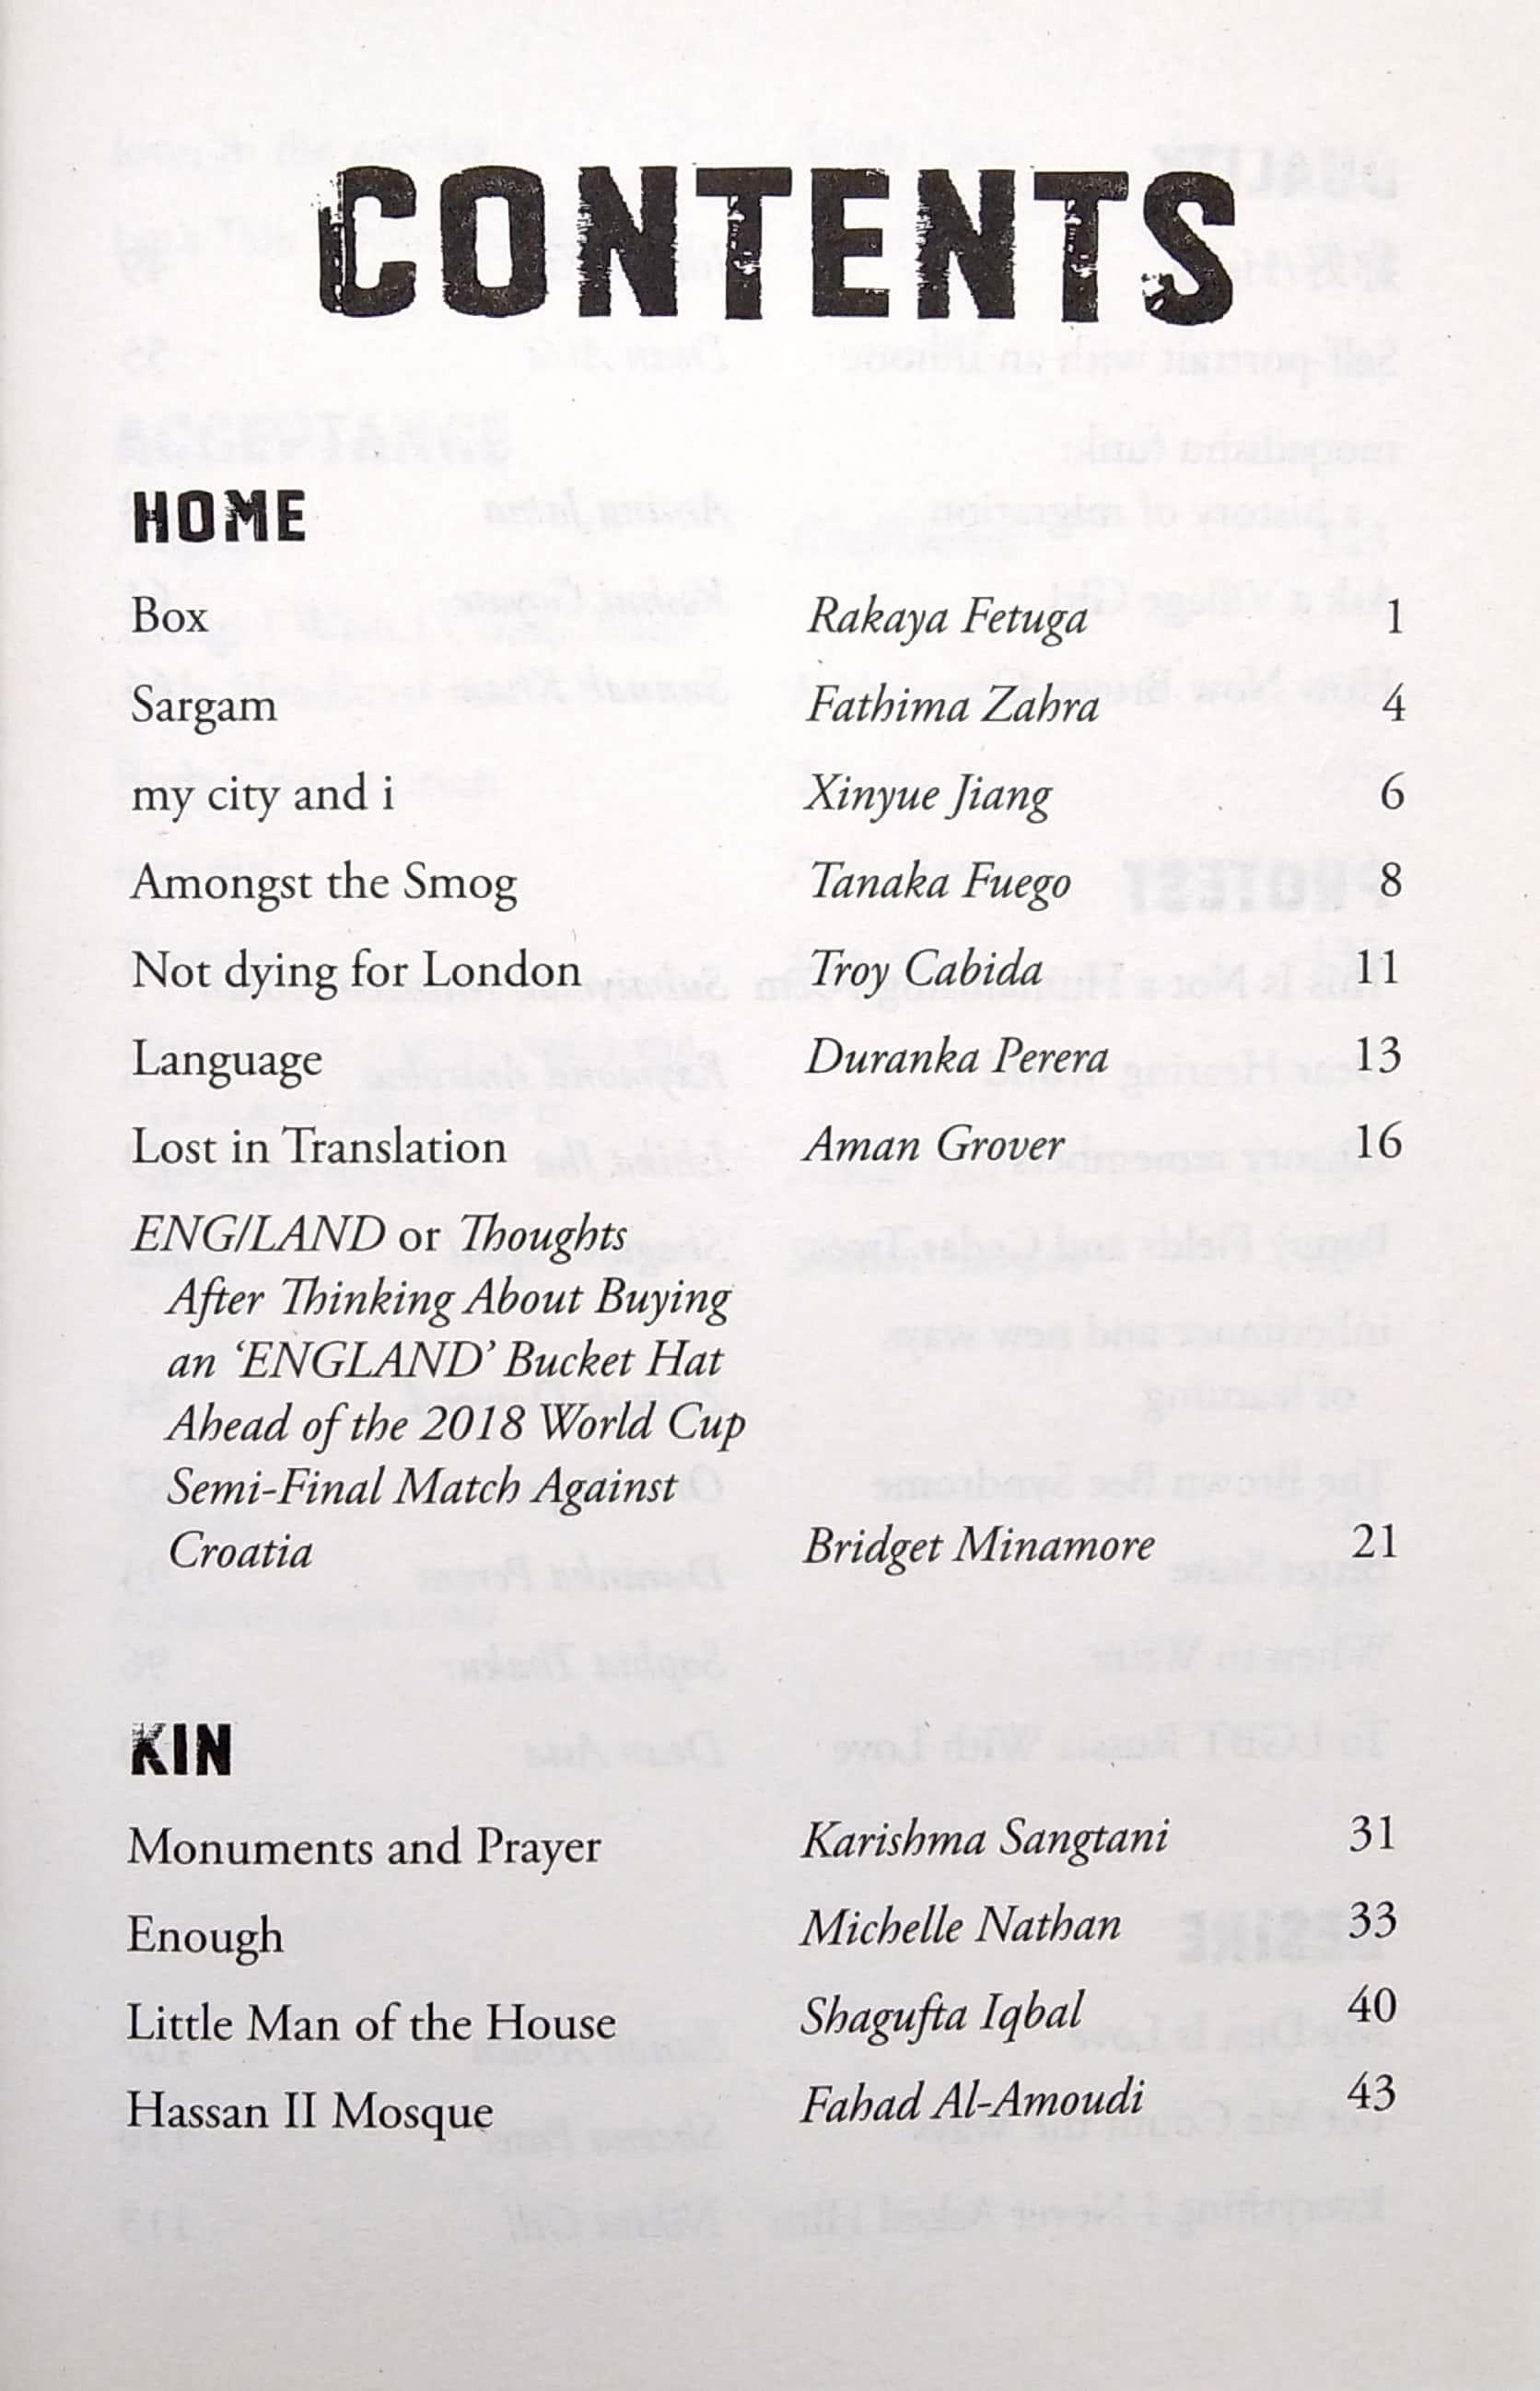 CONTENTS
HOME
Box Rakaya Fetuga 1
Sargam Fathima Zahra 4
my city and i Xinyue Jiang 6
Amongst the Smog Tanaka Fuego 8
Not dying for London Troy Cabida 11
Language Duranka Perera 13
Lost in Translation Aman Grover 16
ENG/LAND or Thoughts
After Thinking About Buying
an ‘ENGLAND’ Bucket Hat
Ahead of the 2018 World Cup
Semi-Final Match Against
Croatia Bridget Minamore 21
KIN
Monuments and Prayer Karishma Sangtani 31
Enough Michelle Nathan 33
Little Man of the House Shagufta Iqbal 40
Hassan II Mosque Fahad Al-Amoudi 43